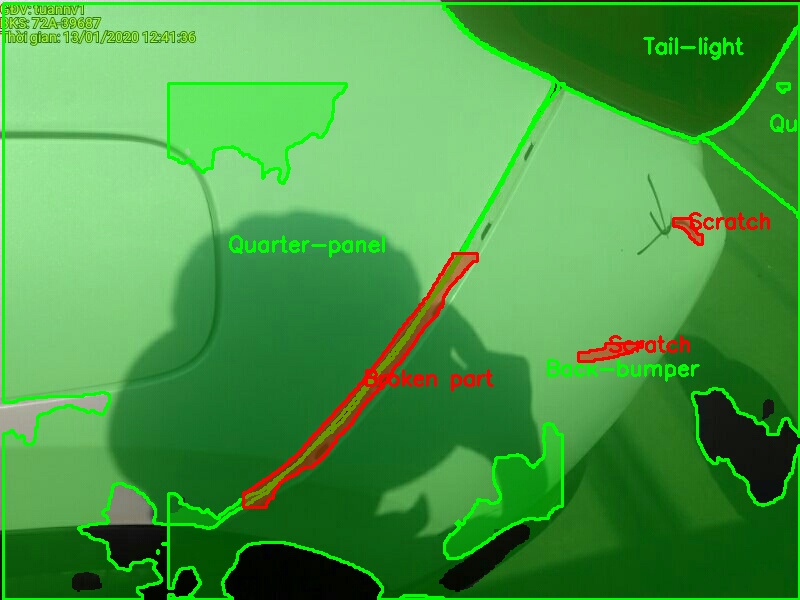 GDV: tuannv1
BKS: 72A-39687
Thời gian: 13/01/2020 12:41:36
Tail-light
Qu
Scratch
Quarter-panel
Scratch
Back-bumper
Broken part